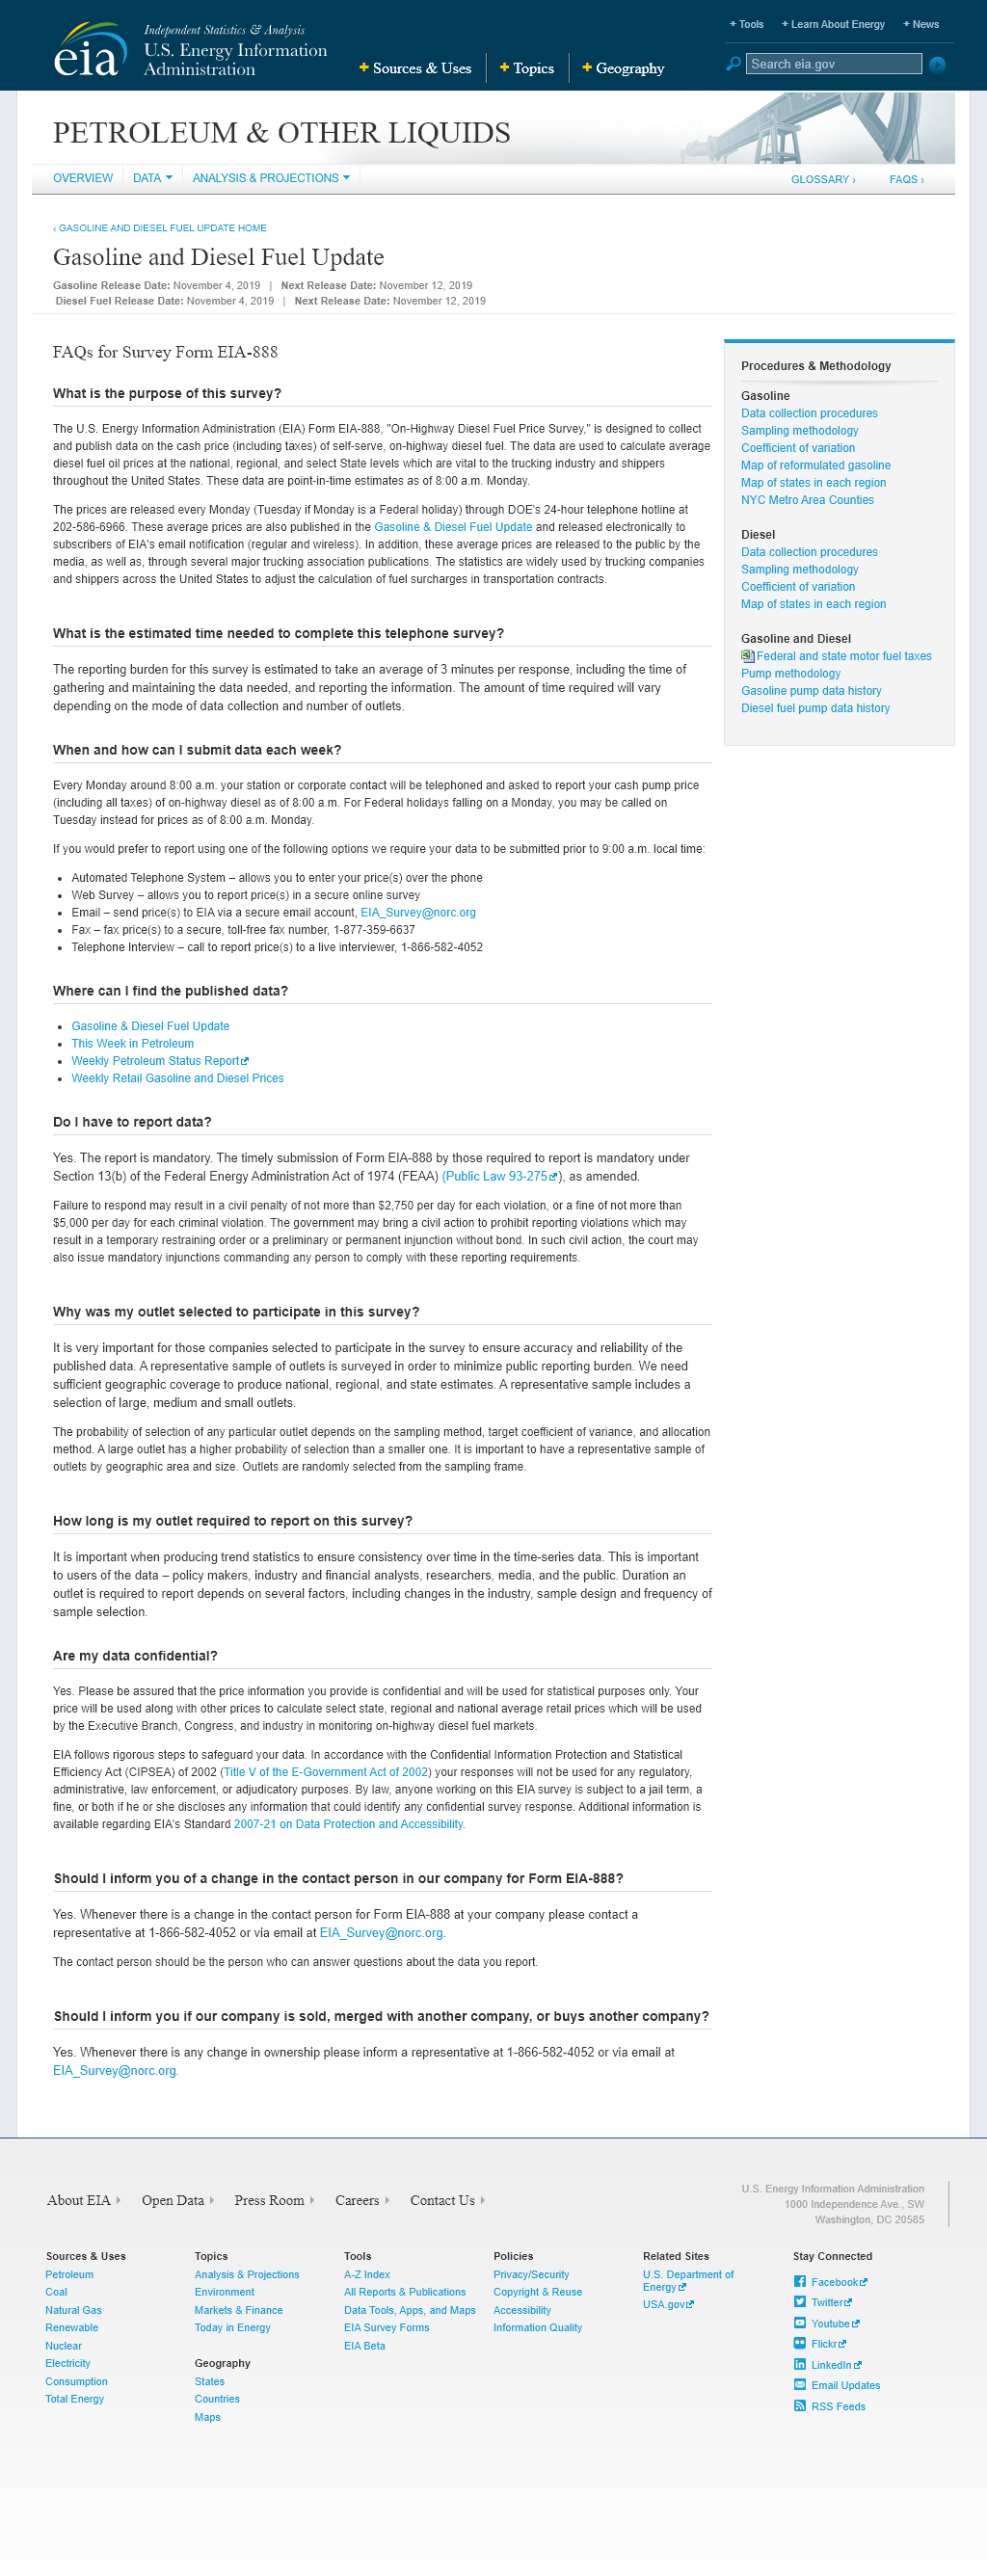 eia
Independent Statistics & Analysis
U.S. Energy Information
Administration
+ Sources & Uses
+ Topics
+ Geography
+ Tools
+ Learn About Energy
+ News
Search eia.gov
PETROLEUM & OTHER LIQUIDS
OVERVIEW DATA ANALYSIS & PROJECTIONS GLOSSARY › FAQS ›
‹ GASOLINE AND DIESEL FUEL UPDATE HOME
Gasoline and Diesel Fuel Update
Gasoline Release Date: November 4, 2019 | Next Release Date: November 12, 2019
Diesel Fuel Release Date: November 4, 2019 | Next Release Date: November 12, 2019
FAQs for Survey Form EIA-888
What is the purpose of this survey?
The U.S. Energy Information Administration (EIA) Form EIA-888, "On-Highway Diesel Fuel Price Survey," is designed to collect
and publish data on the cash price (including taxes) of self-serve, on-highway diesel fuel. The data are used to calculate average
diesel fuel oil prices at the national, regional, and select State levels which are vital to the trucking industry and shippers
throughout the United States. These data are point-in-time estimates as of 8:00 a.m. Monday.
The prices are released every Monday (Tuesday if Monday is a Federal holiday) through DOE's 24-hour telephone hotline at
202-586-6966. These average prices are also published in the Gasoline & Diesel Fuel Update and released electronically to
subscribers of EIA's email notification (regular and wireless). In addition, these average prices are released to the public by the
media, as well as, through several major trucking association publications. The statistics are widely used by trucking companies
and shippers across the United States to adjust the calculation of fuel surcharges in transportation contracts.
What is the estimated time needed to complete this telephone survey?
The reporting burden for this survey is estimated to take an average of 3 minutes per response, including the time of
gathering and maintaining the data needed, and reporting the information. The amount of time required will vary
depending on the mode of data collection and number of outlets.
When and how can I submit data each week?
Every Monday around 8:00 a.m. your station or corporate contact will be telephoned and asked to report your cash pump price
(including all taxes) of on-highway diesel as of 8:00 a.m. For Federal holidays falling on a Monday, you may be called on
Tuesday instead for prices as of 8:00 a.m. Monday.
If you would prefer to report using one of the following options we require your data to be submitted prior to 9:00 a.m. local time:
• Automated Telephone System – allows you to enter your price(s) over the phone
• Web Survey – allows you to report price(s) in a secure online survey
• Email – send price(s) to EIA via a secure email account, EIA_Survey@norc.org
• Fax – fax price(s) to a secure, toll-free fax number, 1-877-359-6637
• Telephone Interview – call to report price(s) to a live interviewer, 1-866-582-4052
Where can I find the published data?
• Gasoline & Diesel Fuel Update
• This Week in Petroleum
• Weekly Petroleum Status Report
• Weekly Retail Gasoline and Diesel Prices
Do I have to report data?
Yes. The report is mandatory. The timely submission of Form EIA-888 by those required to report is mandatory under
Section 13(b) of the Federal Energy Administration Act of 1974 (FEAA) (Public Law 93-275), as amended.
Failure to respond may result in a civil penalty of not more than $2,750 per day for each violation, or a fine of not more than
$5,000 per day for each criminal violation. The government may bring a civil action to prohibit reporting violations which may
result in a temporary restraining order or a preliminary or permanent injunction without bond. In such civil action, the court may
also issue mandatory injunctions commanding any person to comply with these reporting requirements.
Why was my outlet selected to participate in this survey?
It is very important for those companies selected to participate in the survey to ensure accuracy and reliability of the
published data. A representative sample of outlets is surveyed in order to minimize public reporting burden. We need
sufficient geographic coverage to produce national, regional, and state estimates. A representative sample includes a
selection of large, medium and small outlets.
The probability of selection of any particular outlet depends on the sampling method, target coefficient of variance, and allocation
method. A large outlet has a higher probability of selection than a smaller one. It is important to have a representative sample of
outlets by geographic area and size. Outlets are randomly selected from the sampling frame.
How long is my outlet required to report on this survey?
It is important when producing trend statistics to ensure consistency over time in the time-series data. This is important
to users of the data – policy makers, industry and financial analysts, researchers, media, and the public. Duration an
outlet is required to report depends on several factors, including changes in the industry, sample design and frequency of
sample selection.
Are my data confidential?
Yes. Please be assured that the price information you provide is confidential and will be used for statistical purposes only. Your
price will be used along with other prices to calculate select state, regional and national average retail prices which will be used
by the Executive Branch, Congress, and industry in monitoring on-highway diesel fuel markets.
EIA follows rigorous steps to safeguard your data. In accordance with the Confidential Information Protection and Statistical
Efficiency Act (CIPSEA) of 2002 (Title V of the E-Government Act of 2002) your responses will not be used for any regulatory,
administrative, law enforcement, or adjudicatory purposes. By law, anyone working on this EIA survey is subject to a jail term, a
fine, or both if he or she discloses any information that could identify any confidential survey response. Additional information is
available regarding EIA's Standard 2007-21 on Data Protection and Accessibility.
Should I inform you of a change in the contact person in our company for Form EIA-888?
Yes. Whenever there is a change in the contact person for Form EIA-888 at your company please contact a
representative at 1-866-582-4052 or via email at EIA_Survey@norc.org.
The contact person should be the person who can answer questions about the data you report.
Should I inform you if our company is sold, merged with another company, or buys another company?
Yes. Whenever there is any change in ownership please inform a representative at 1-866-582-4052 or via email at
EIA_Survey@norc.org.
Procedures & Methodology
Gasoline
Data collection procedures
Sampling methodology
Coefficient of variation
Map of reformulated gasoline
Map of states in each region
NYC Metro Area Counties
Diesel
Data collection procedures
Sampling methodology
Coefficient of variation
Map of states in each region
Gasoline and Diesel
Federal and state motor fuel taxes
Pump methodology
Gasoline pump data history
Diesel fuel pump data history
About EIA Open Data Press Room Careers Contact Us
U.S. Energy Information Administration
1000 Independence Ave., SW
Washington, DC 20585
Sources & Uses
Petroleum
Coal
Natural Gas
Renewable
Nuclear
Electricity
Consumption
Total Energy
Topics
Analysis & Projections
Environment
Markets & Finance
Today in Energy
Geography
States
Countries
Maps
Tools
A-Z Index
All Reports & Publications
Data Tools, Apps, and Maps
EIA Survey Forms
EIA Beta
Policies
Privacy/Security
Copyright & Reuse
Accessibility
Information Quality
Related Sites
U.S. Department of
Energy
USA.gov
Stay Connected
Facebook
Twitter
Youtube
Flickr
LinkedIn
Email Updates
RSS Feeds